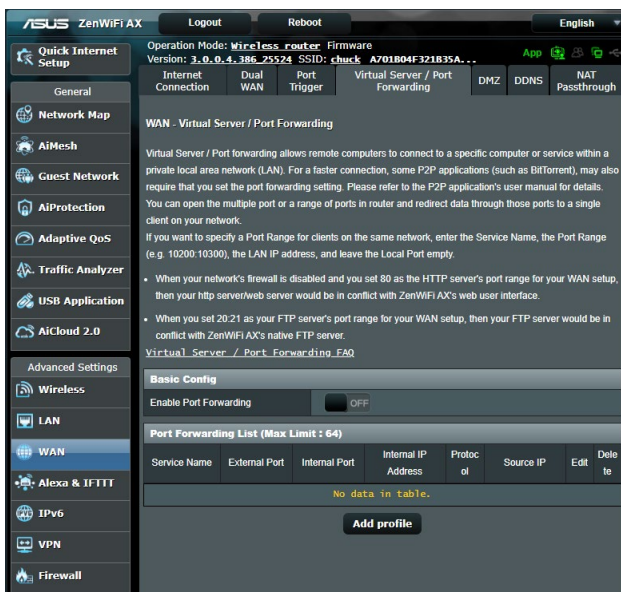 ASUS ZenWiFi AX Logout Reboot English
Quick Internet Setup
Operation Mode: Wireless router Firmware
Version: 3.0.0.4.386_25524 SSID: chuck A701B04F321B35A... App
General
Network Map
AiMesh
Guest Network
AiProtection
Adaptive QoS
Traffic Analyzer
USB Application
AiCloud 2.0
Advanced Settings
Wireless
LAN
WAN
Alexa & IFTTT
IPv6
VPN
Firewall
Internet Connection
Dual WAN
Port Trigger
Virtual Server / Port Forwarding
DMZ
DDNS
NAT Passthrough
WAN - Virtual Server / Port Forwarding
Virtual Server / Port forwarding allows remote computers to connect to a specific computer or service within a
private local area network (LAN). For a faster connection, some P2P applications (such as BitTorrent), may also
require that you set the port forwarding setting. Please refer to the P2P application's user manual for details.
You can open the multiple port or a range of ports in router and redirect data through those ports to a single
client on your network.
If you want to specify a Port Range for clients on the same network, enter the Service Name, the Port Range
(e.g. 10200:10300), the LAN IP address, and leave the Local Port empty.
• When your network's firewall is disabled and you set 80 as the HTTP server's port range for your WAN setup,
then your http server/web server would be in conflict with ZenWiFi AX's web user interface.
• When you set 20:21 as your FTP server's port range for your WAN setup, then your FTP server would be in
conflict with ZenWiFi AX's native FTP server.
Virtual Server / Port Forwarding FAQ
Basic Config
Enable Port Forwarding OFF
Port Forwarding List (Max Limit : 64)
Service Name External Port Internal Port Internal IP Address Protocol Source IP Edit Delete
No data in table.
Add profile